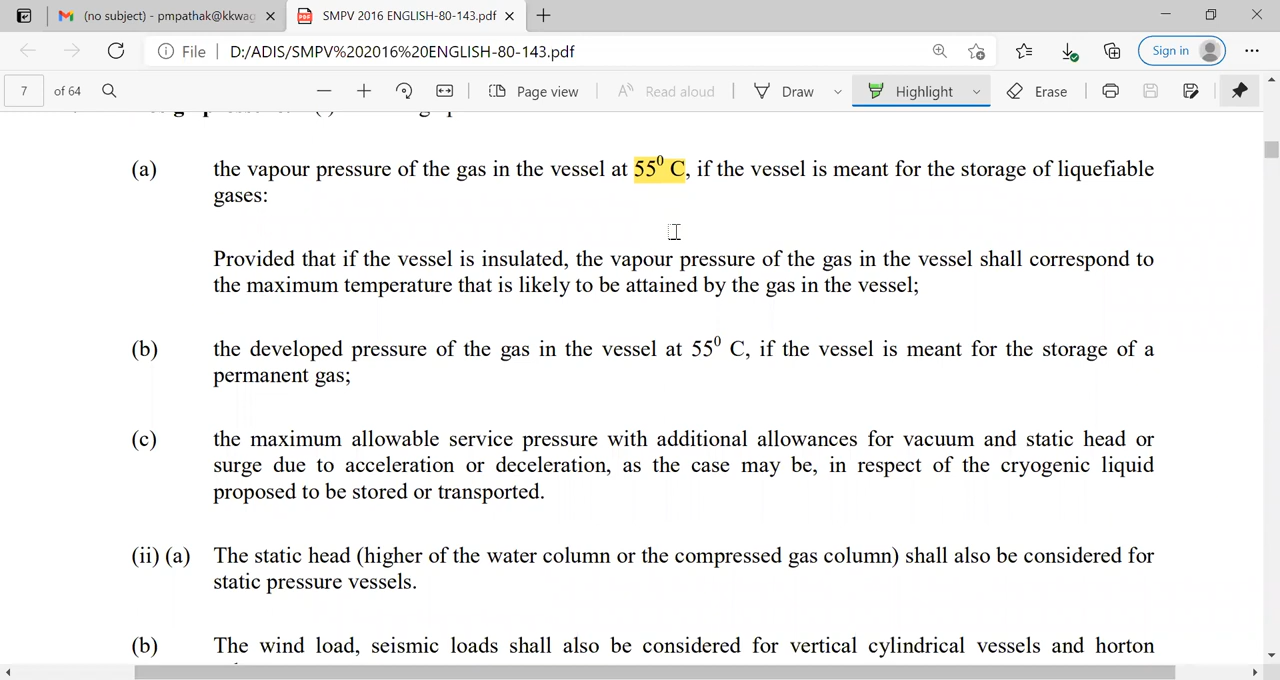 (no subject) - pmpathak@kkwag
SMPV 2016 ENGLISH-80-143.pdf
File
D:/ADIS/SMPV%202016%20ENGLISH-80-143.pdf
Sign in
7 of 64
Page view
Read aloud
Draw
Highlight
Erase
(a) the vapour pressure of the gas in the vessel at 55⁰ C, if the vessel is meant for the storage of liquefiable
gases:
Provided that if the vessel is insulated, the vapour pressure of the gas in the vessel shall correspond to
the maximum temperature that is likely to be attained by the gas in the vessel;
(b) the developed pressure of the gas in the vessel at 55⁰ C, if the vessel is meant for the storage of a
permanent gas;
(c) the maximum allowable service pressure with additional allowances for vacuum and static head or
surge due to acceleration or deceleration, as the case may be, in respect of the cryogenic liquid
proposed to be stored or transported.
(ii) (a) The static head (higher of the water column or the compressed gas column) shall also be considered for
static pressure vessels.
(b) The wind load, seismic loads shall also be considered for vertical cylindrical vessels and horton